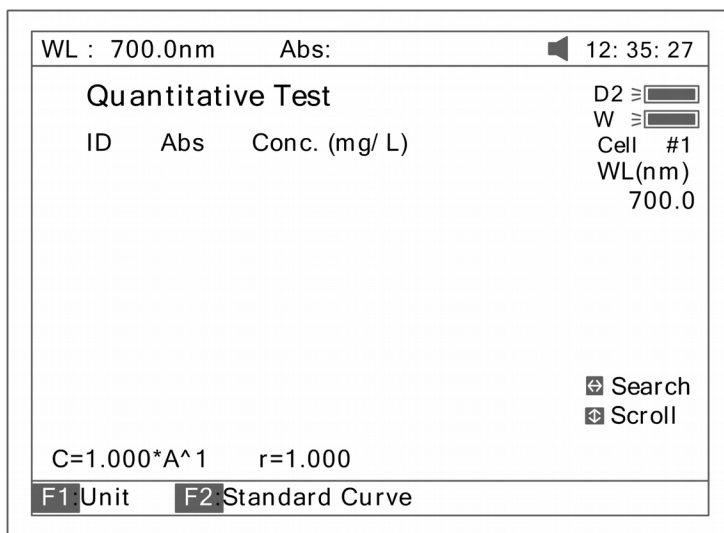 WL : 700.0nm Abs: 12: 35: 27
Quantitative Test
D2
W
ID Abs Conc. (mg/ L)
Cell #1
WL(nm)
700.0
Search
Scroll
C=1.000*A^1 r=1.000
F1:Unit F2:Standard Curve